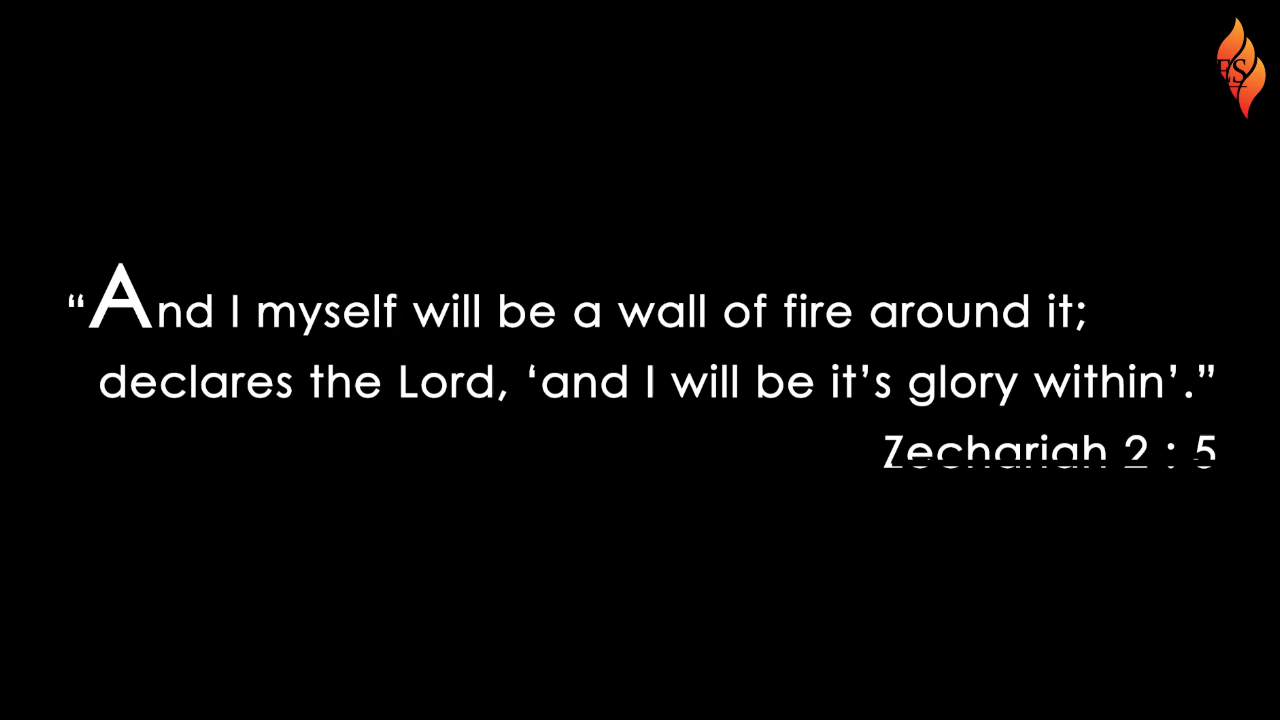 ES
“And I myself will be a wall of fire around it;
declares the Lord, ‘and I will be it’s glory within’.”
Zechariah 2 : 5